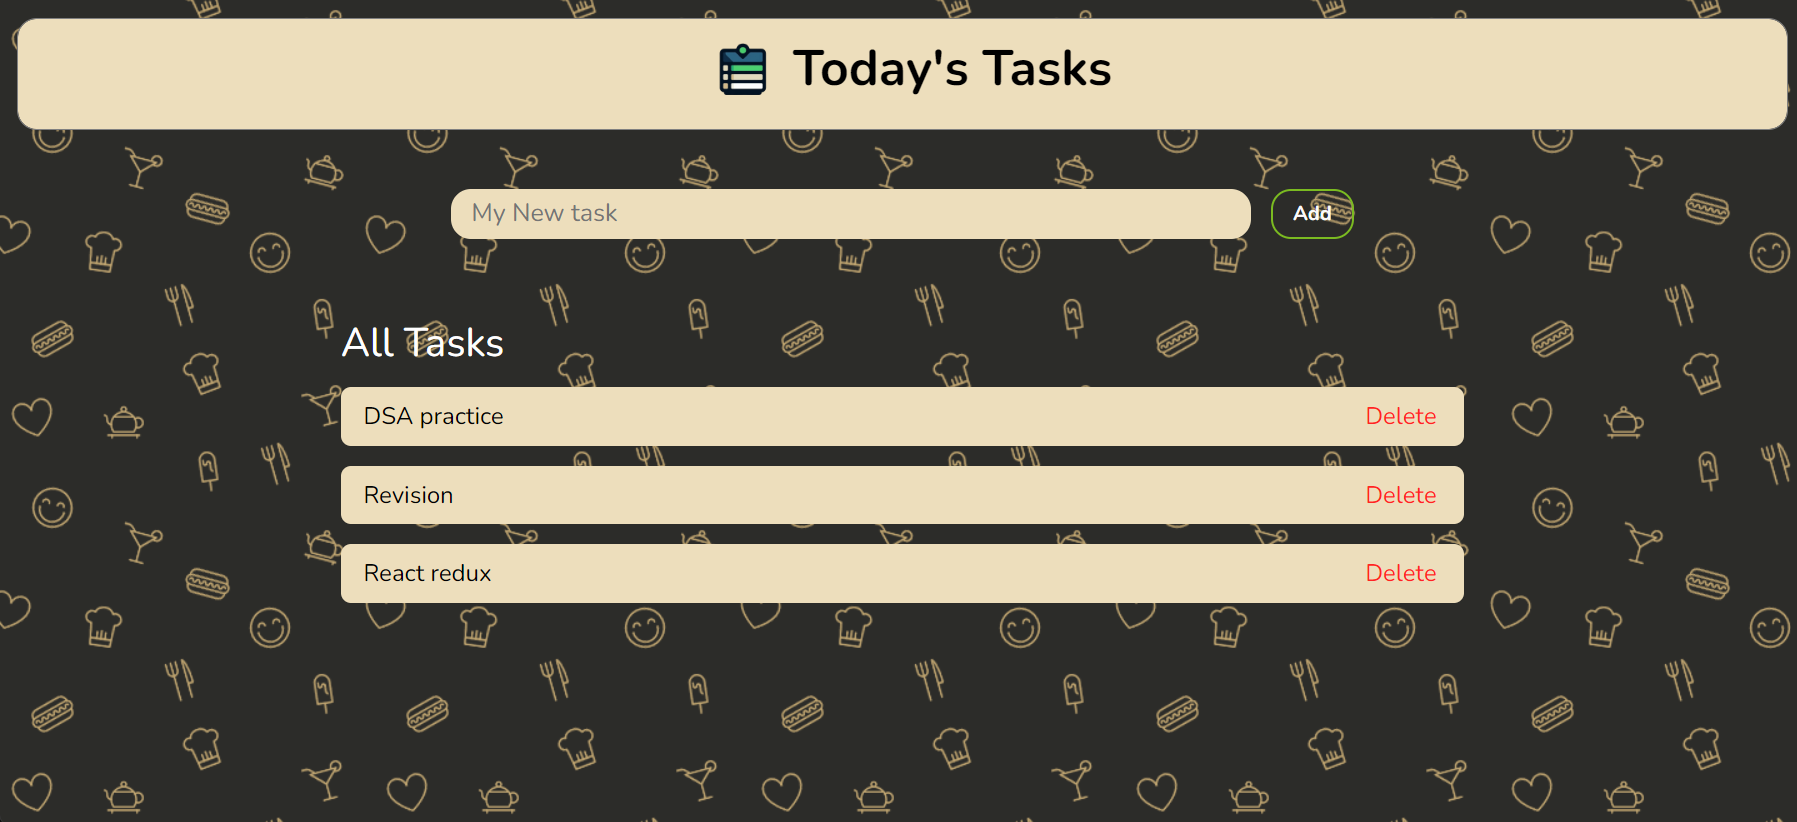 Today's Tasks
My New task
Add
All Tasks
DSA practice
Delete
Revision
Delete
React redux
Delete